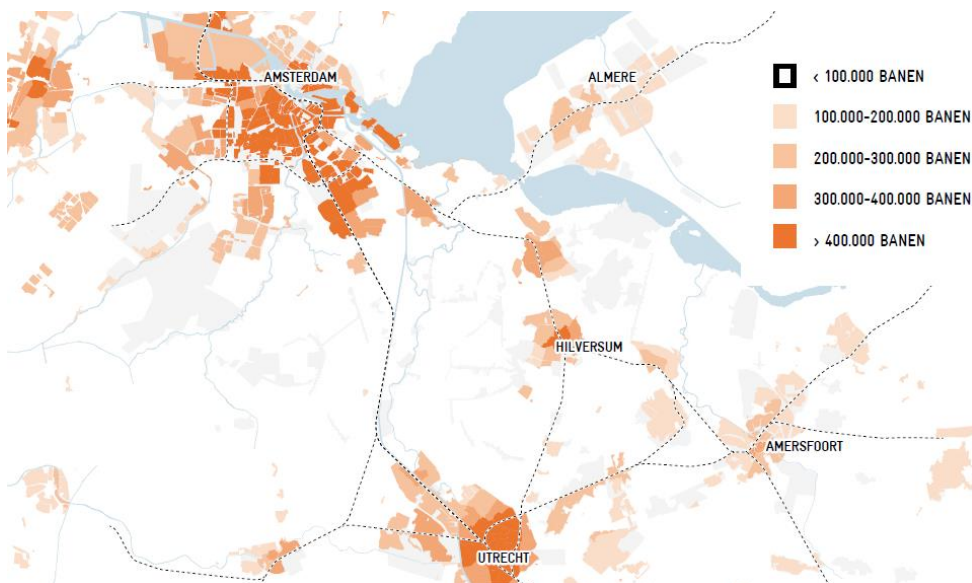 AMSTERDAM
ALMERE
< 100.000 BANEN
100.000-200.000 BANEN
200.000-300.000 BANEN
300.000-400.000 BANEN
> 400.000 BANEN
HILVERSUM
AMERSFOORT
UTRECHT